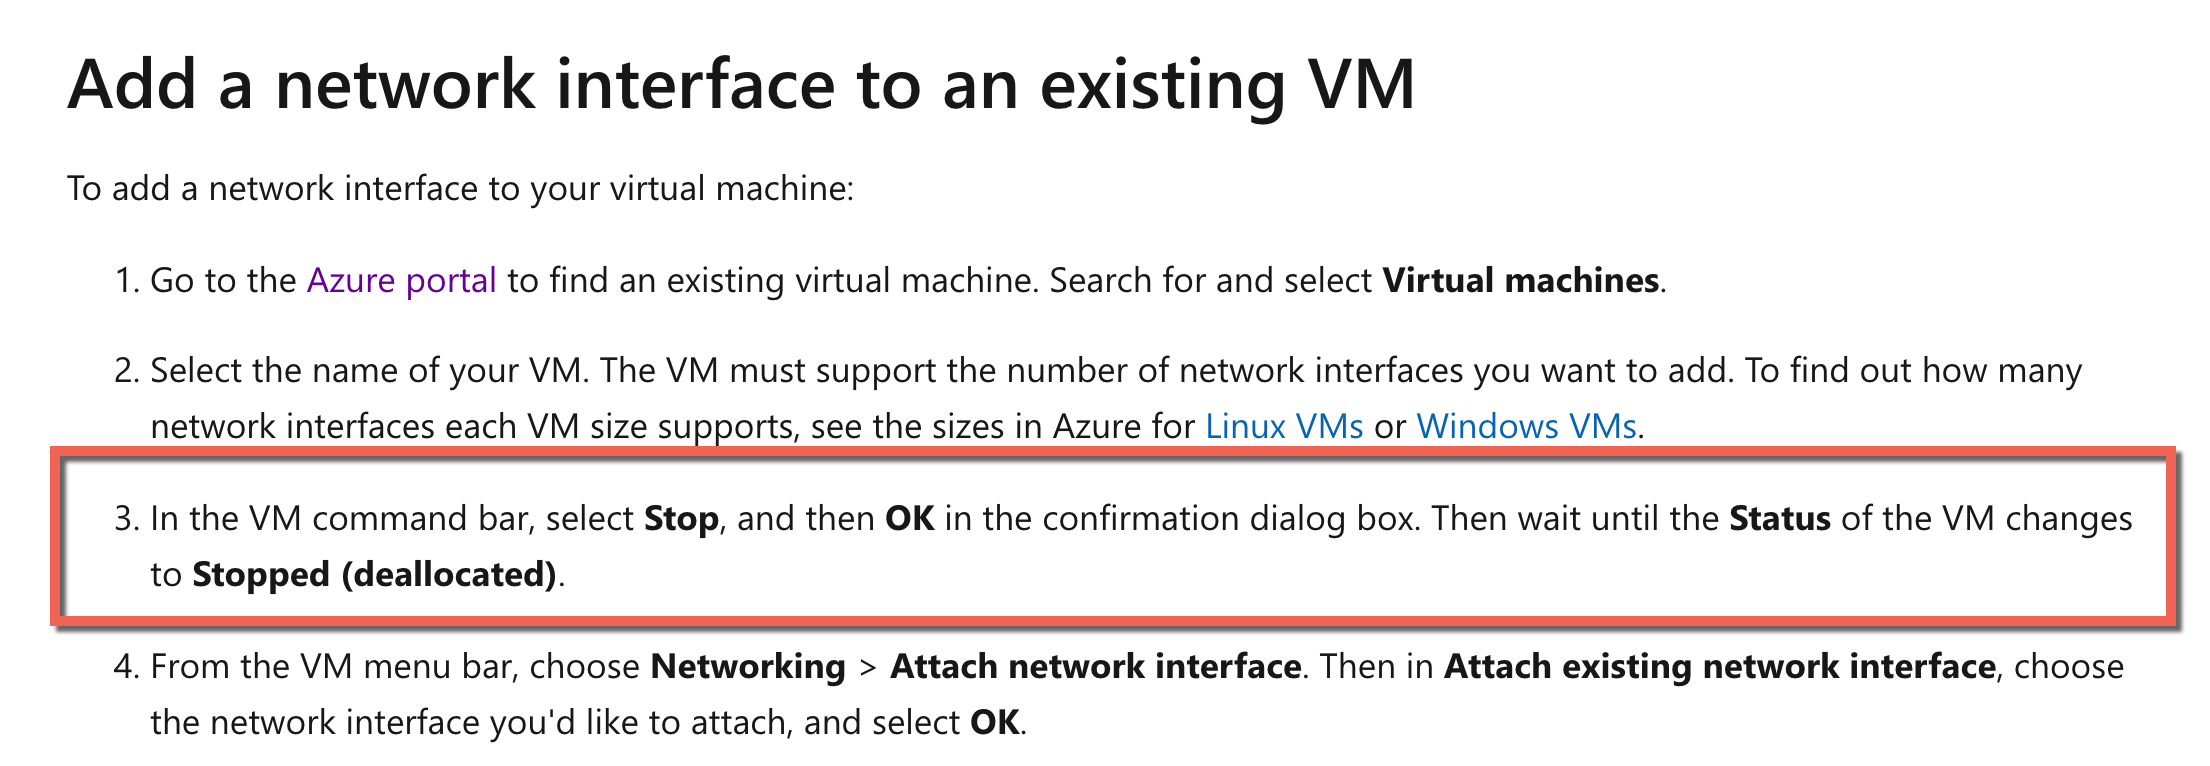 Add a network interface to an existing VM
To add a network interface to your virtual machine:
1. Go to the Azure portal to find an existing virtual machine. Search for and select Virtual machines.
2. Select the name of your VM. The VM must support the number of network interfaces you want to add. To find out how many
network interfaces each VM size supports, see the sizes in Azure for Linux VMs or Windows VMs.
3. In the VM command bar, select Stop, and then OK in the confirmation dialog box. Then wait until the Status of the VM changes
to Stopped (deallocated).
4. From the VM menu bar, choose Networking > Attach network interface. Then in Attach existing network interface, choose
the network interface you'd like to attach, and select OK.